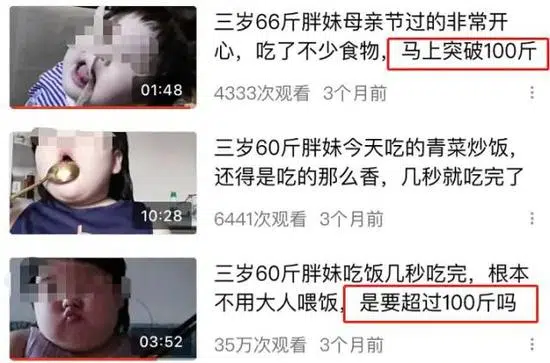 三岁66斤胖妹母亲节过的非常开
心，吃了不少食物，马上突破100斤
01:48
4333次观看 3个月前
三岁60斤胖妹今天吃的青菜炒饭，
还得是吃的那么香，几秒就吃完了
10:28
6441次观看 3个月前
三岁60斤胖妹吃饭几秒吃完，根本
不用大人喂饭，是要超过100斤吗
03:52
35万次观看 3个月前